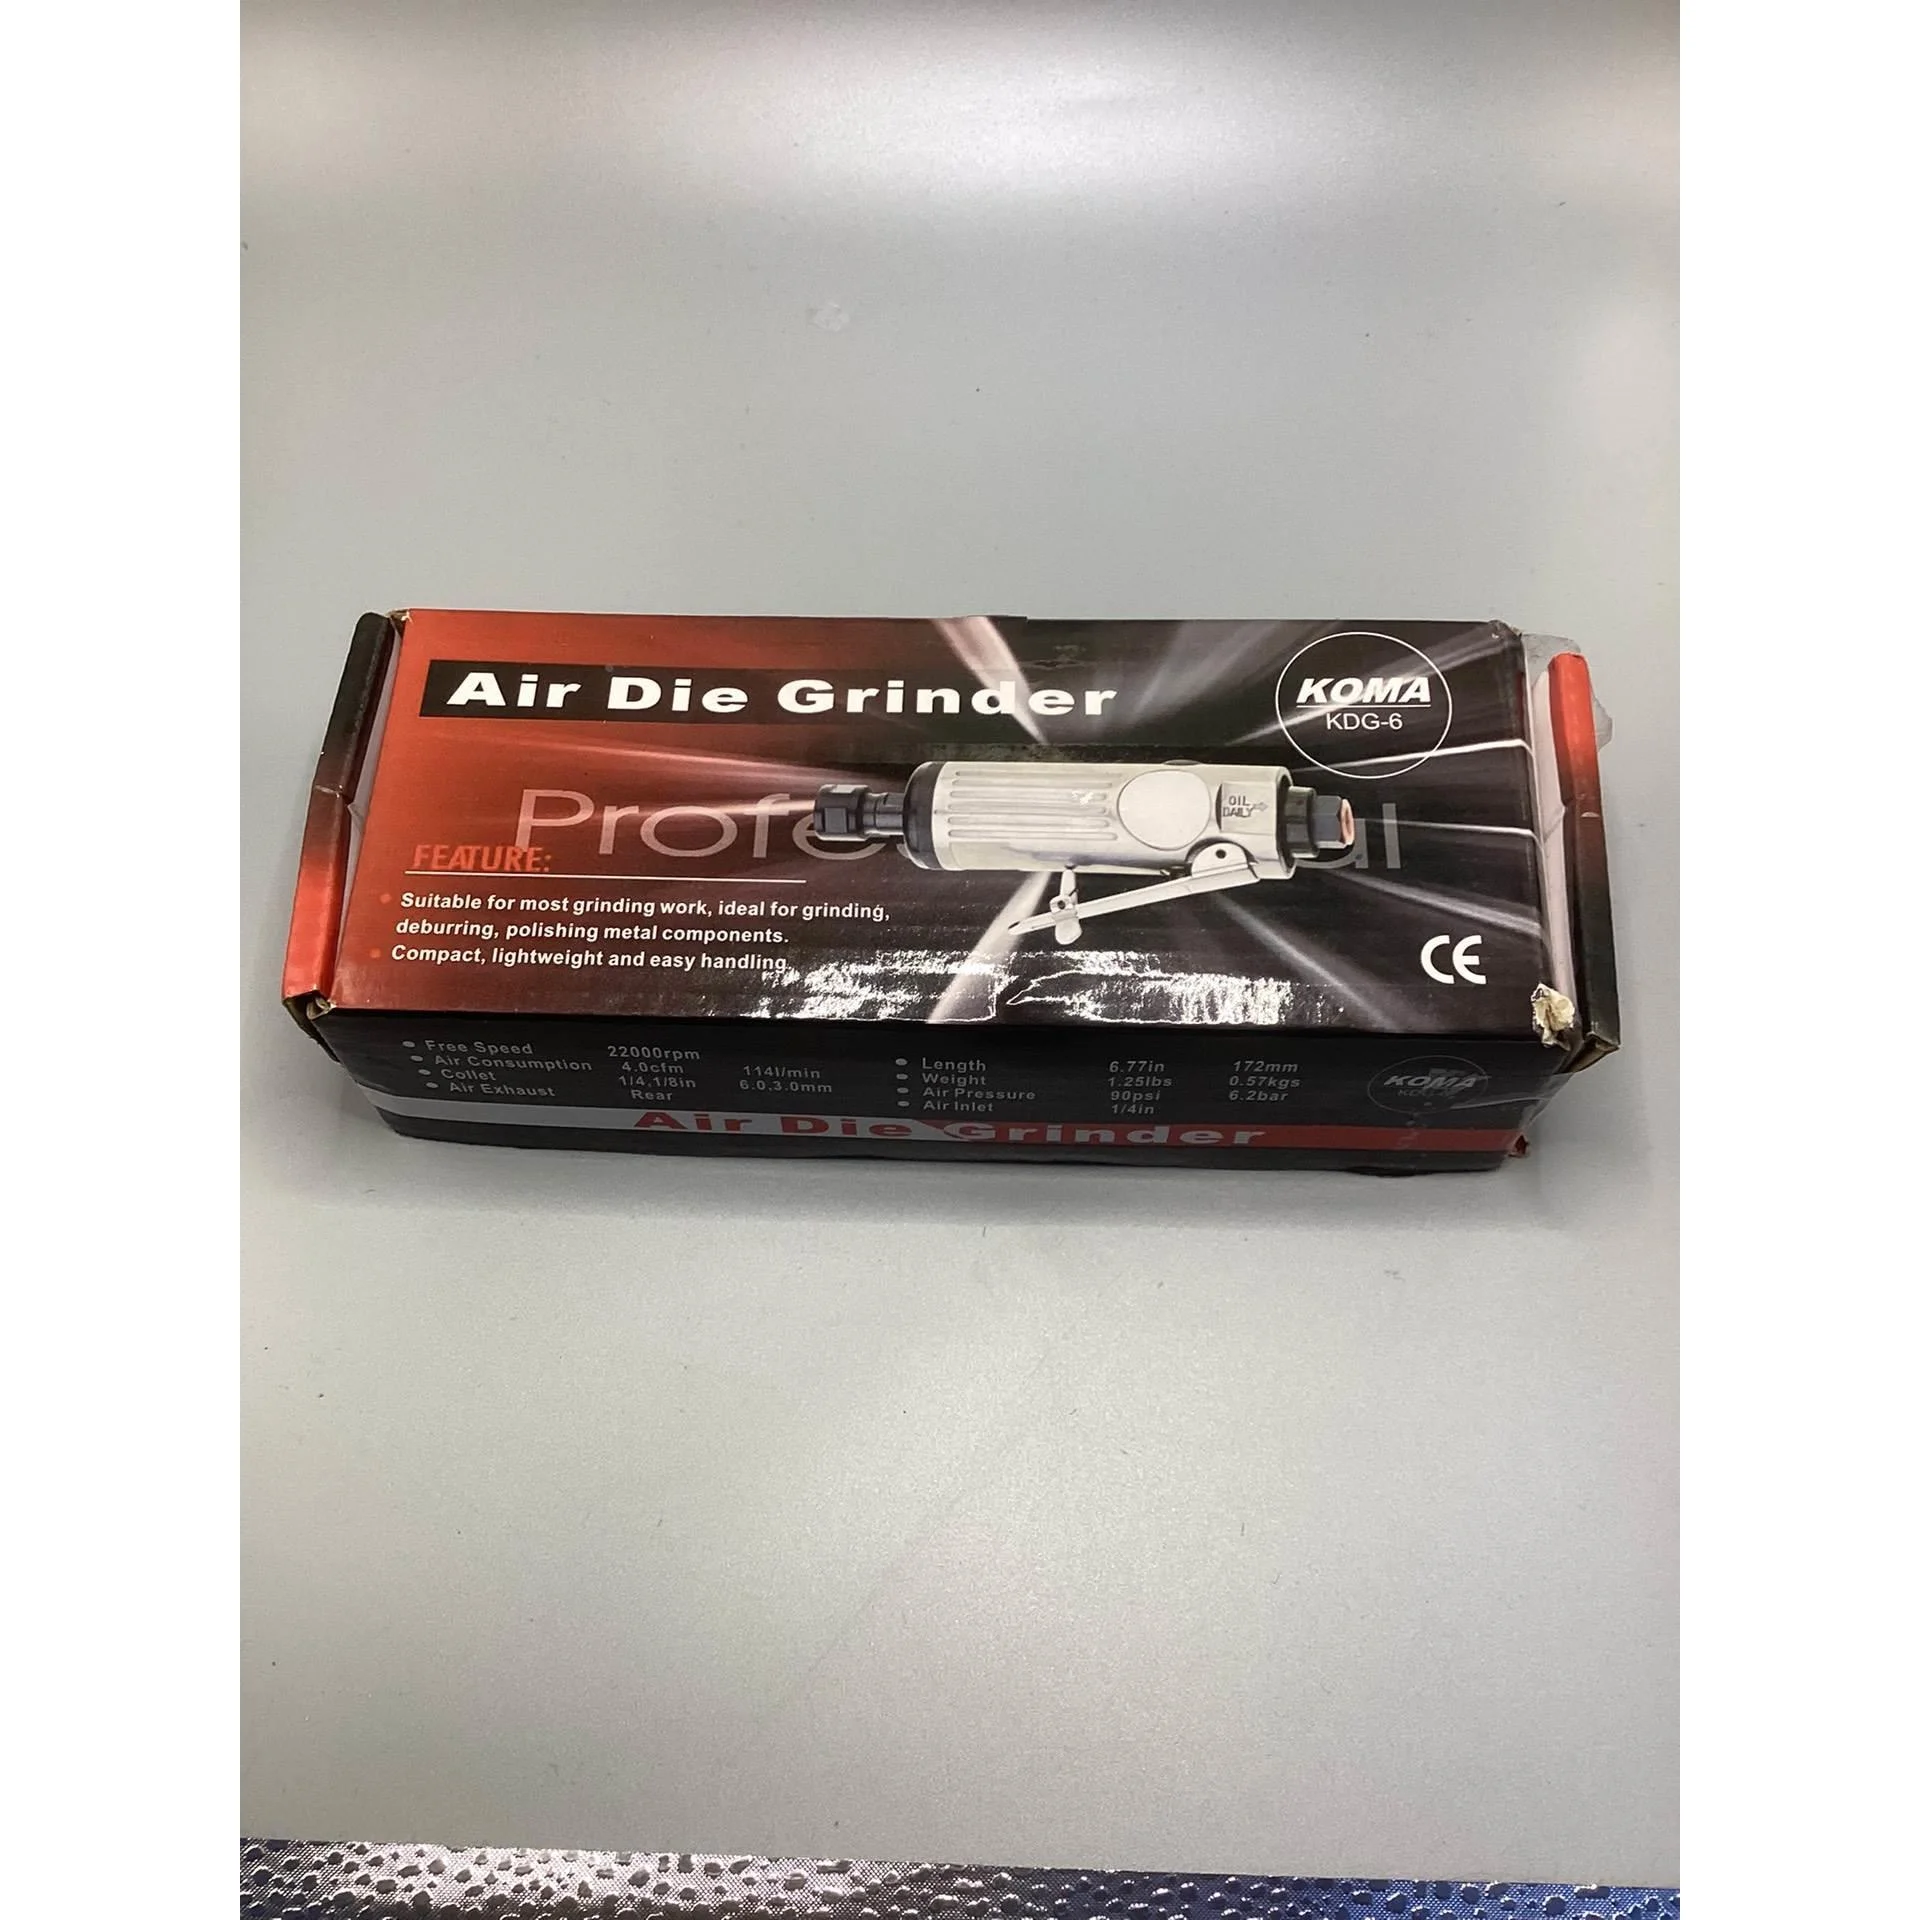 Air Die Grinder
KOMA
KDG-6
OIL
DAILY
FEATURE:
Suitable for most grinding work, ideal for grinding,
deburring, polishing metal components.
Compact, lightweight and easy handling.
CE
Free Speed 22000rpm
Air Consumption 4.0cfm 114l/min
Collet 1/4,1/8in 6.0,3.0mm
Air Exhaust Rear
Length 6.77in 172mm
Weight 1.25lbs 0.57kgs
Air Pressure 90psi 6.2bar
Air Inlet 1/4in
KOMA
KDG-6
Air Die Grinder